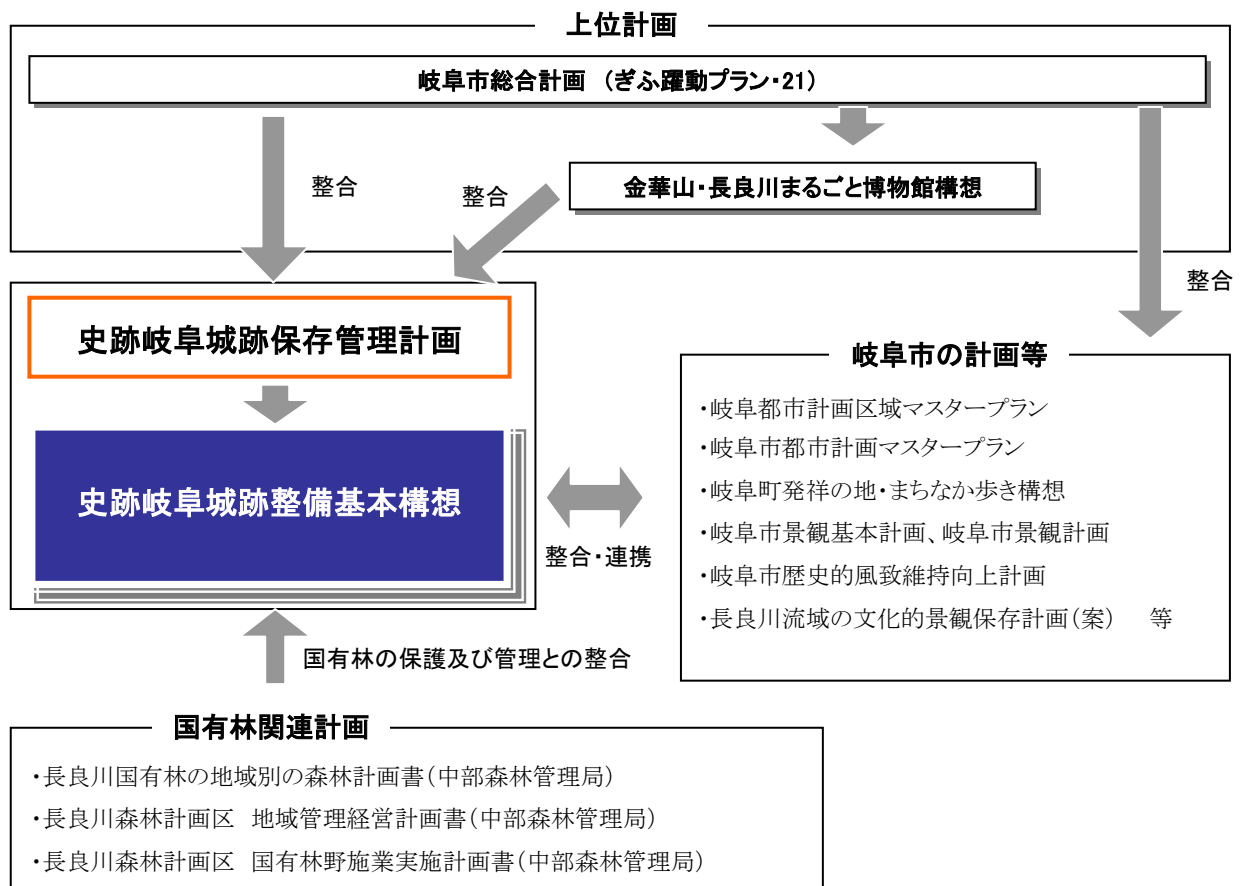 上位計画
岐阜市総合計画 （ぎふ躍動プラン・21）
整合
整合
金華山・長良川まるごと博物館構想
整合
史跡岐阜城跡保存管理計画
史跡岐阜城跡整備基本構想
整合・連携
岐阜市の計画等
・岐阜都市計画区域マスタープラン
・岐阜市都市計画マスタープラン
・岐阜町発祥の地・まちなか歩き構想
・岐阜市景観基本計画、岐阜市景観計画
・岐阜市歴史的風致維持向上計画
・長良川流域の文化的景観保存計画（案） 等
国有林の保護及び管理との整合
国有林関連計画
・長良川国有林の地域別の森林計画書（中部森林管理局）
・長良川森林計画区 地域管理経営計画書（中部森林管理局）
・長良川森林計画区 国有林野施業実施計画書（中部森林管理局）